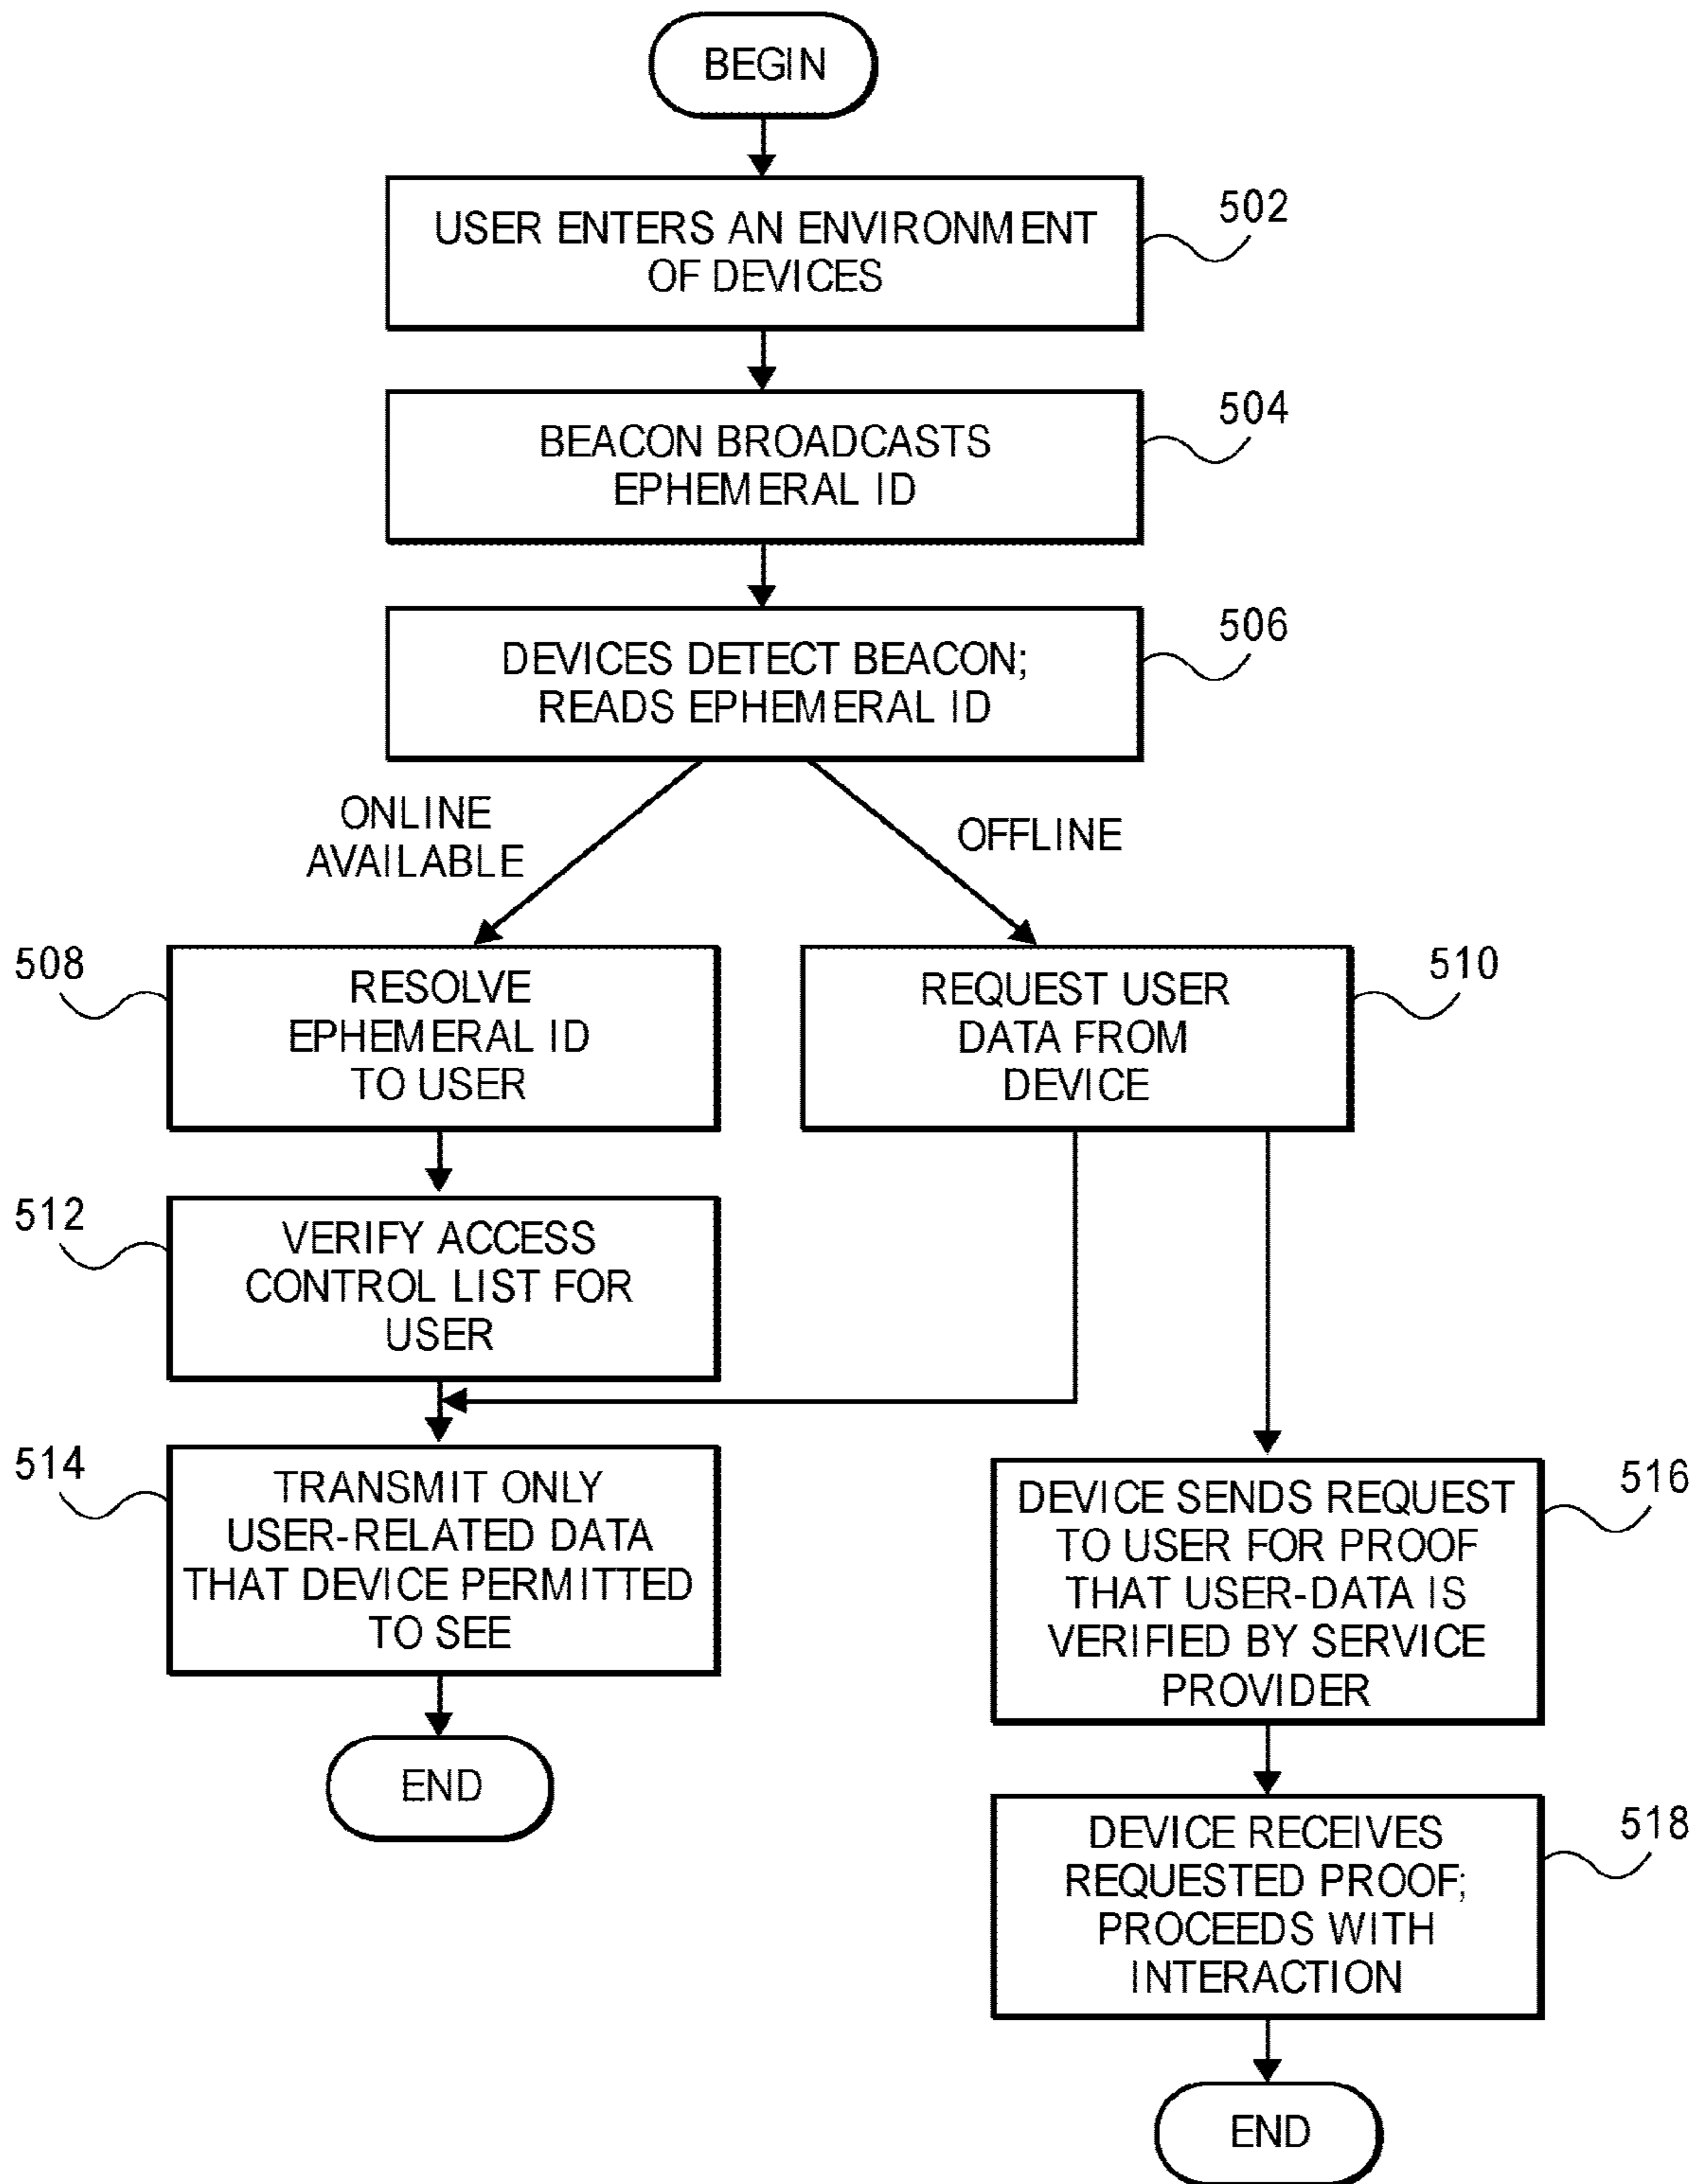 BEGIN
USER ENTERS AN ENVIRONMENT
OF DEVICES
502
BEACON BROADCASTS
EPHEMERAL ID
504
DEVICES DETECT BEACON;
READS EPHEMERAL ID
506
ONLINE
AVAILABLE
OFFLINE
508
RESOLVE
EPHEMERAL ID
TO USER
REQUEST USER
DATA FROM
DEVICE
510
512
VERIFY ACCESS
CONTROL LIST FOR
USER
514
TRANSMIT ONLY
USER-RELATED DATA
THAT DEVICE PERMITTED
TO SEE
DEVICE SENDS REQUEST
TO USER FOR PROOF
THAT USER-DATA IS
VERIFIED BY SERVICE
PROVIDER
516
END
DEVICE RECEIVES
REQUESTED PROOF;
PROCEEDS WITH
INTERACTION
518
END